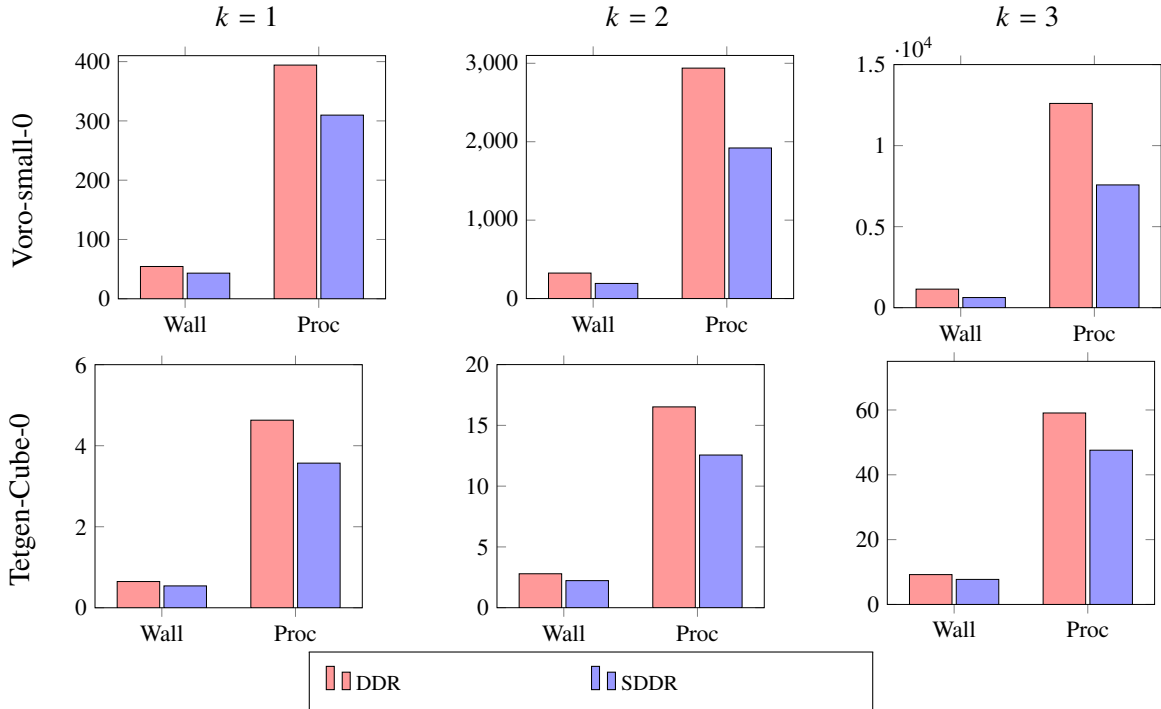 k = 1
k = 2
k = 3
Voro-small-0
400
300
200
100
0
Wall
Proc
3,000
2,000
1,000
0
Wall
Proc
·10^4
1.5
1
0.5
0
Wall
Proc
Tetgen-Cube-0
6
4
2
0
Wall
Proc
20
15
10
5
0
Wall
Proc
60
40
20
0
Wall
Proc
DDR SDDR